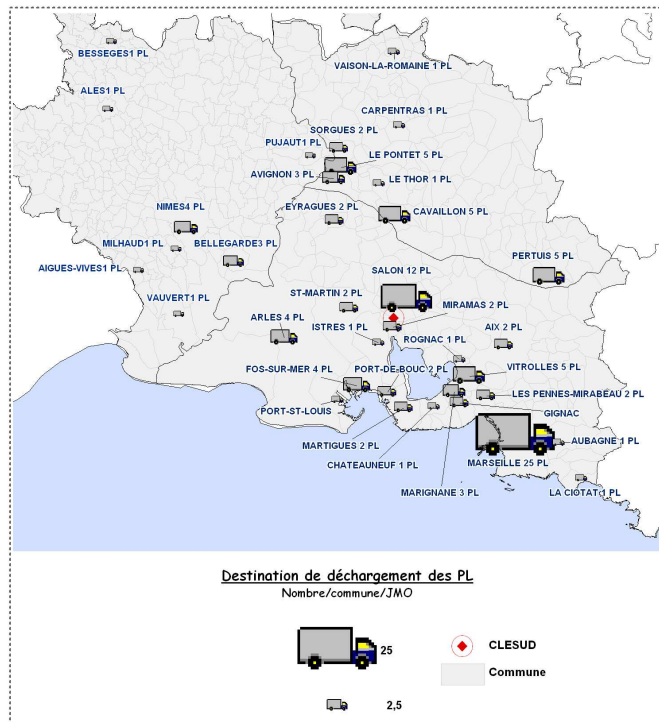 BESSEGES1 PL
VAISON-LA-ROMAINE 1 PL
ALES1 PL
CARPENTRAS 1 PL
SORGUES 2 PL
PUJAUT1 PL
LE PONTET 5 PL
AVIGNON 3 PL
LE THOR 1 PL
NIMES4 PL
EYRAGUES 2 PL
CAVAILLON 5 PL
MILHAUD1 PL
BELLEGARDE3 PL
PERTUIS 5 PL
AIGUES-VIVES1 PL
SALON 12 PL
VAUVERT1 PL
ST-MARTIN 2 PL
MIRAMAS 2 PL
ARLES 4 PL
ISTRES 1 PL
ROGNAC 1 PL
AIX 2 PL
FOS-SUR-MER 4 PL
PORT-DE-BOUC 2 PL
VITROLLES 5 PL
LES PENNES-MIRABEAU 2 PL
PORT-ST-LOUIS
GIGNAC
MARTIGUES 2 PL
AUBAGNE 1 PL
CHATEAUNEUF 1 PL
MARSEILLE 25 PL
MARIGNANE 3 PL
LA CIOTAT 1 PL
Destination de déchargement des PL
Nombre/commune/JMO
25
CLESUD
Commune
2,5